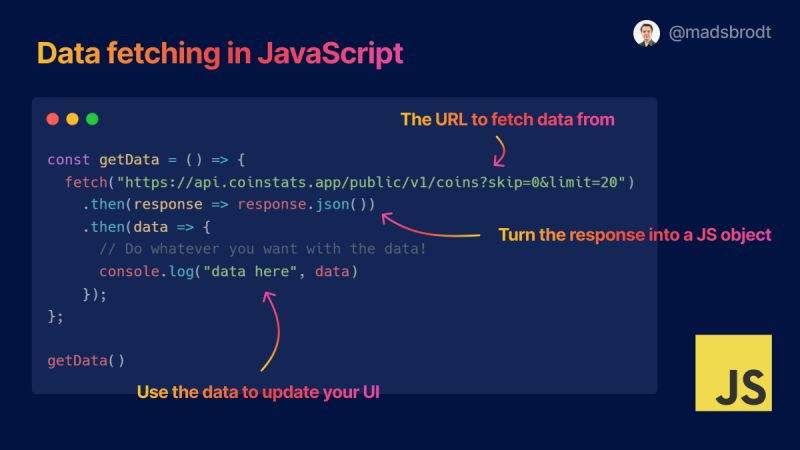 @madsbrodt
Data fetching in JavaScript
The URL to fetch data from
const getData = () => {
  fetch("https://api.coinstats.app/public/v1/coins?skip=0&limit=20")
    .then(response => response.json())
    .then(data => {
Turn the response into a JS object
      // Do whatever you want with the data!
      console.log("data here", data)
    });
};
getData()
Use the data to update your UI
JS